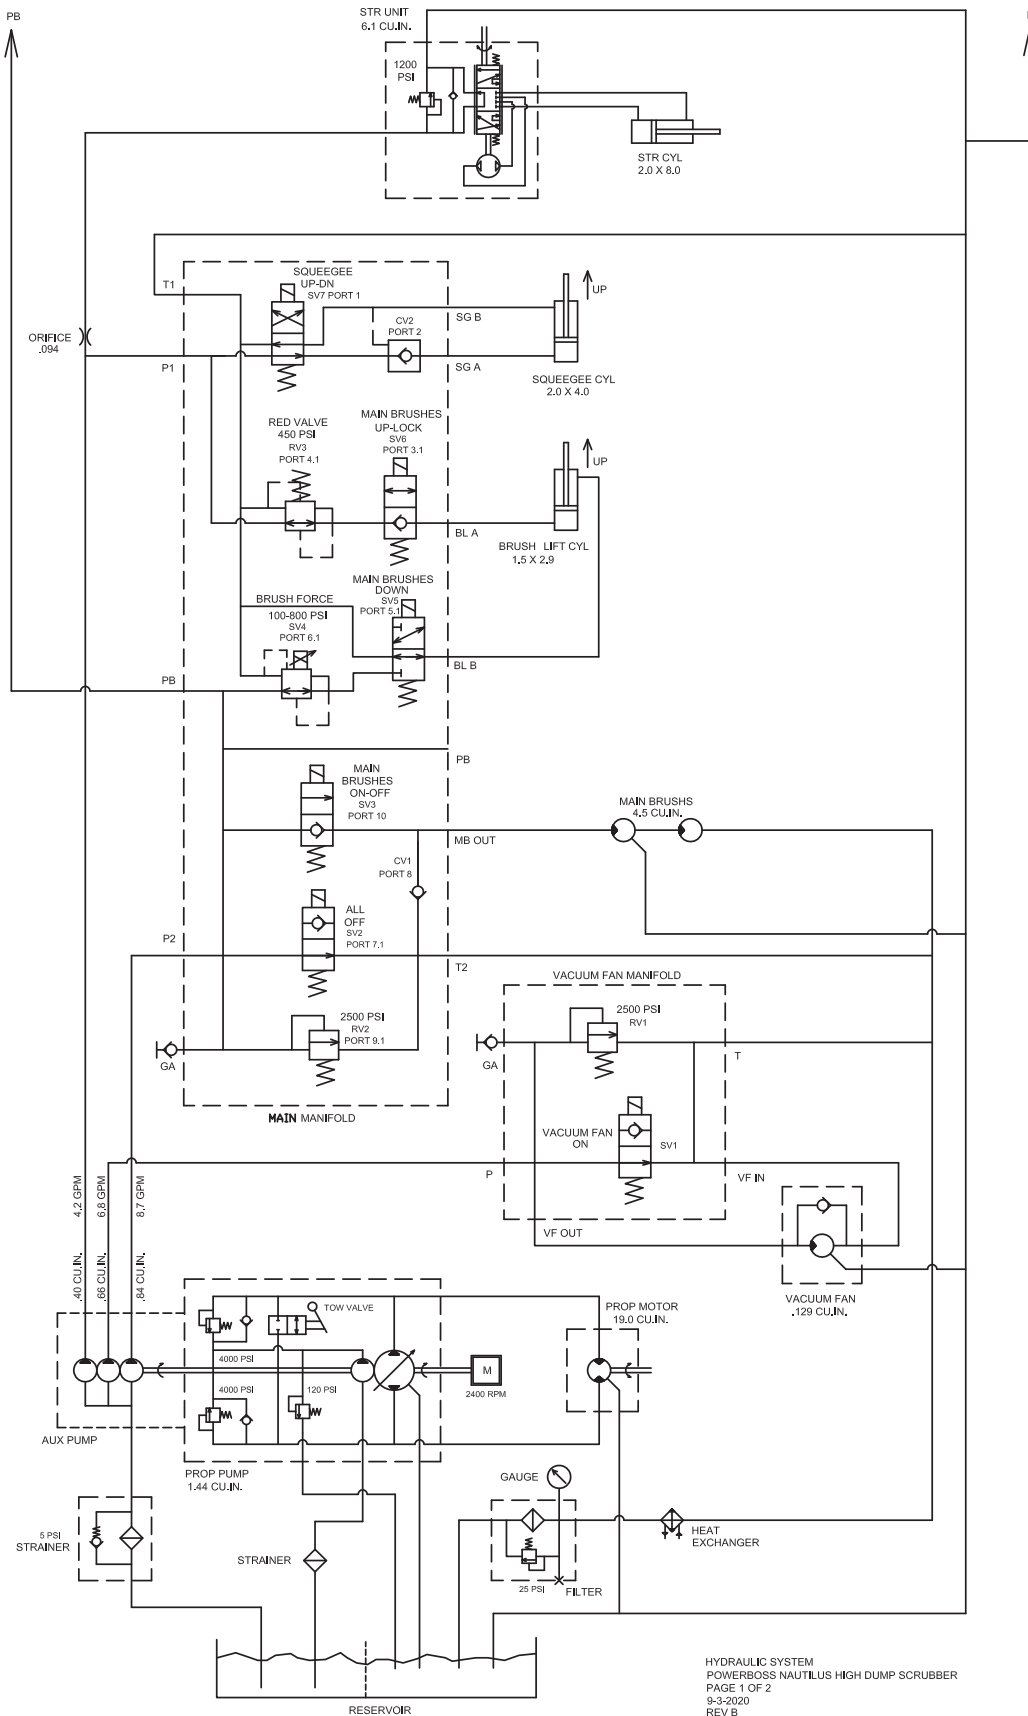 PB
STR UNIT
6.1 CU.IN.
1200
PSI
STR CYL
2.0 X 8.0
T1
SQUEEGEE
UP-DN
SV7 PORT 1
CV2
PORT 2
SG B
UP
ORIFICE
.094
P1
SG A
SQUEEGEE CYL
2.0 X 4.0
RED VALVE
450 PSI
RV3
PORT 4.1
MAIN BRUSHES
UP-LOCK
SV6
PORT 3.1
UP
BL A
BRUSH LIFT CYL
1.5 X 2.9
MAIN BRUSHES
DOWN
SV5
PORT 5.1
BRUSH FORCE
100-800 PSI
SV4
PORT 6.1
BL B
PB
PB
MAIN
BRUSHES
ON-OFF
SV3
PORT 10
MAIN BRUSHS
4.5 CU.IN.
MB OUT
CV1
PORT 8
ALL
OFF
SV2
PORT 7.1
P2
T2
VACUUM FAN MANIFOLD
2500 PSI
RV2
PORT 9.1
2500 PSI
RV1
GA
GA
T
MAIN MANIFOLD
VACUUM FAN
ON
SV1
P
VF IN
4.2 GPM
6.8 GPM
8.7 GPM
VF OUT
.40 CU.IN.
.66 CU.IN.
.84 CU.IN.
VACUUM FAN
.129 CU.IN.
TOW VALVE
PROP MOTOR
19.0 CU.IN.
4000 PSI
4000 PSI
120 PSI
M
2400 RPM
AUX PUMP
PROP PUMP
1.44 CU.IN.
GAUGE
5 PSI
STRAINER
STRAINER
HEAT
EXCHANGER
25 PSI
FILTER
RESERVOIR
HYDRAULIC SYSTEM
POWERBOSS NAUTILUS HIGH DUMP SCRUBBER
PAGE 1 OF 2
9-3-2020
REV B